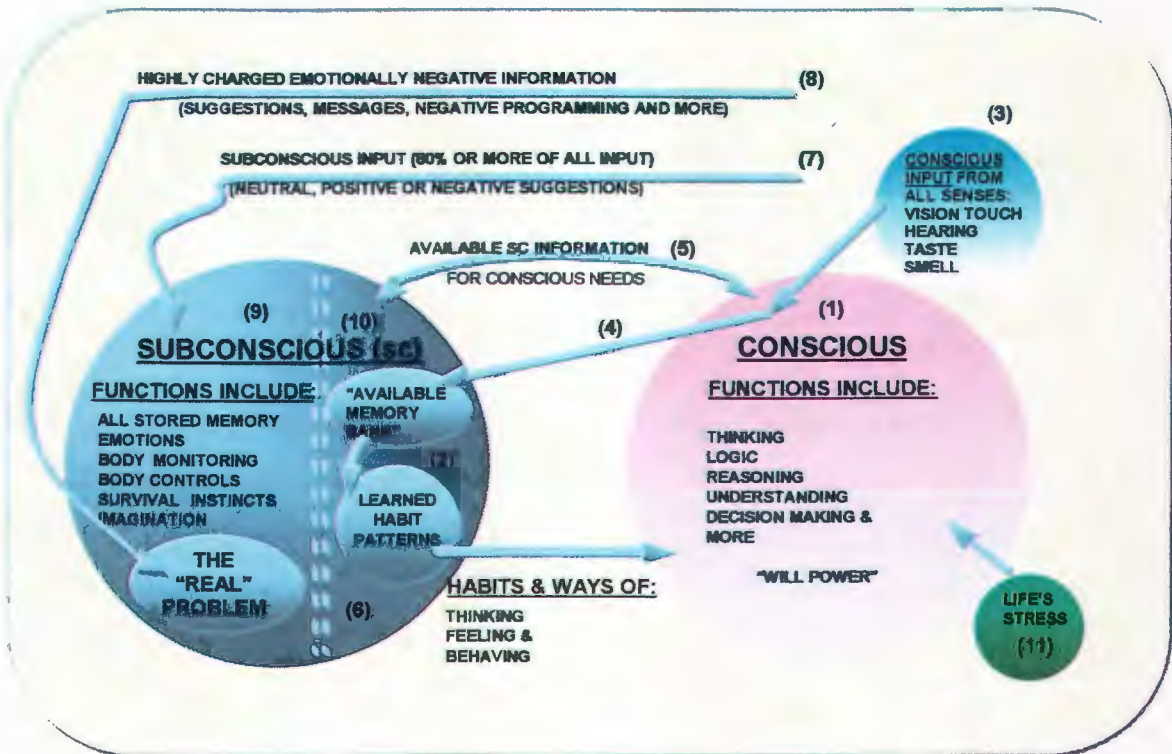 HIGHLY CHARGED EMOTIONALLY NEGATIVE INFORMATION
(8)
(SUGGESTIONS, MESSAGES, NEGATIVE PROGRAMMING AND MORE)
(3)
SUBCONSCIOUS INPUT (80% OR MORE OF ALL INPUT)
(7)
(NEUTRAL, POSITIVE OR NEGATIVE SUGGESTIONS)
CONSCIOUS
INPUT FROM
ALL SENSES:
VISION TOUCH
HEARING
TASTE
SMELL
AVAILABLE SC INFORMATION
(5)
FOR CONSCIOUS NEEDS
(9)
(10)
SUBCONSCIOUS (sc)
FUNCTIONS INCLUDE:
ALL STORED MEMORY
EMOTIONS
BODY MONITORING
BODY CONTROLS
SURVIVAL INSTINCTS
IMAGINATION
THE
"REAL"
PROBLEM
"AVAILABLE
MEMORY
BANK"
(2)
LEARNED
HABIT
PATTERNS
(6)
(4)
HABITS & WAYS OF:
THINKING
FEELING &
BEHAVING
(1)
CONSCIOUS
FUNCTIONS INCLUDE:
THINKING
LOGIC
REASONING
UNDERSTANDING
DECISION MAKING &
MORE
"WILL POWER"
LIFE'S
STRESS
(11)